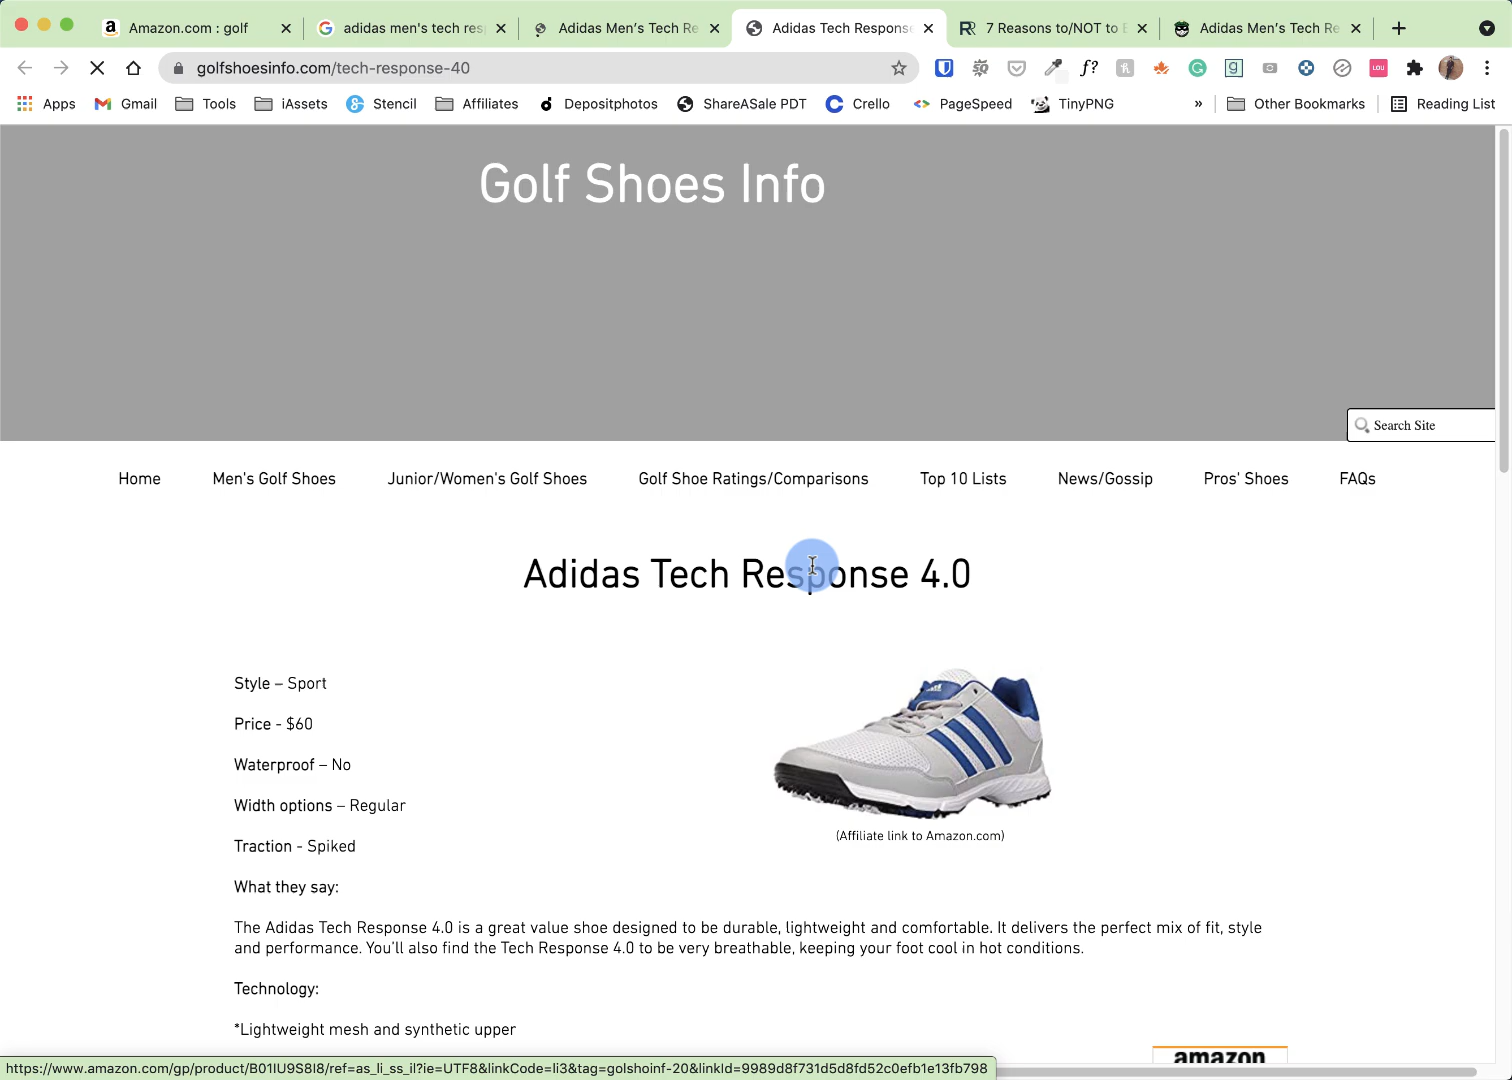 Amazon.com : golf
adidas men's tech res
Adidas Men's Tech Re
Adidas Tech Response
7 Reasons to/NOT to B
Adidas Men's Tech Re
golfshoesinfo.com/tech-response-40
Apps
Gmail
Tools
iAssets
Stencil
Affiliates
Depositphotos
ShareASale PDT
Crello
PageSpeed
TinyPNG
»
Other Bookmarks
Reading List
Golf Shoes Info
Search Site
Home
Men's Golf Shoes
Junior/Women's Golf Shoes
Golf Shoe Ratings/Comparisons
Top 10 Lists
News/Gossip
Pros' Shoes
FAQs
Adidas Tech Response 4.0
Style – Sport
Price - $60
Waterproof – No
Width options – Regular
(Affiliate link to Amazon.com)
Traction - Spiked
What they say:
The Adidas Tech Response 4.0 is a great value shoe designed to be durable, lightweight and comfortable. It delivers the perfect mix of fit, style
and performance. You'll also find the Tech Response 4.0 to be very breathable, keeping your foot cool in hot conditions.
Technology:
*Lightweight mesh and synthetic upper
amazon
https://www.amazon.com/gp/product/B01IU9S8I8/ref=as_li_ss_il?ie=UTF8&linkCode=li3&tag=golshoinf-20&linkId=9989d8f731d5d8fd52c0efb1e13fb798